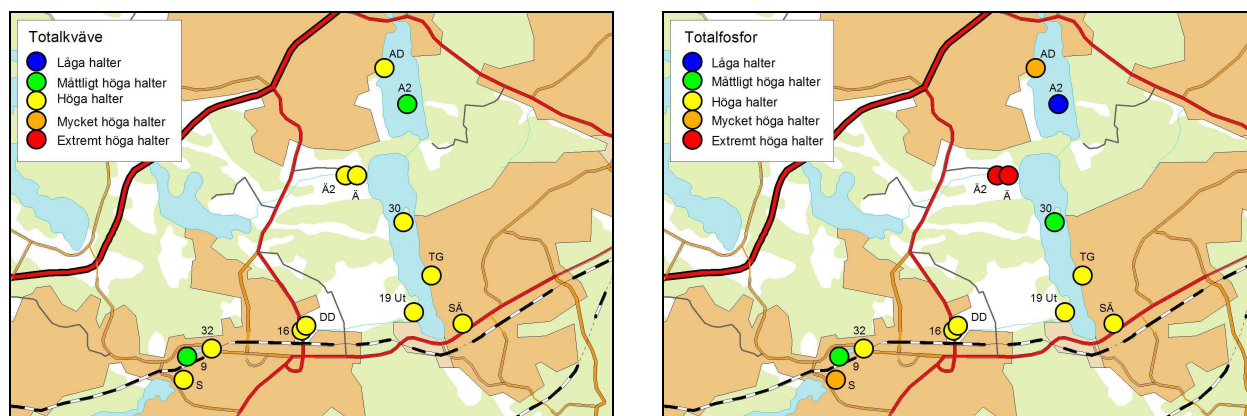 Totalkväve
Låga halter
Måttligt höga halter
Höga halter
Mycket höga halter
Extremt höga halter
AD
A2
Ä2
Ä
30
TG
19 Ut
SÄ
DD
16
32
9
S
Totalfosfor
Låga halter
Måttligt höga halter
Höga halter
Mycket höga halter
Extremt höga halter
AD
A2
Ä2
Ä
30
TG
19 Ut
SÄ
DD
16
32
9
S